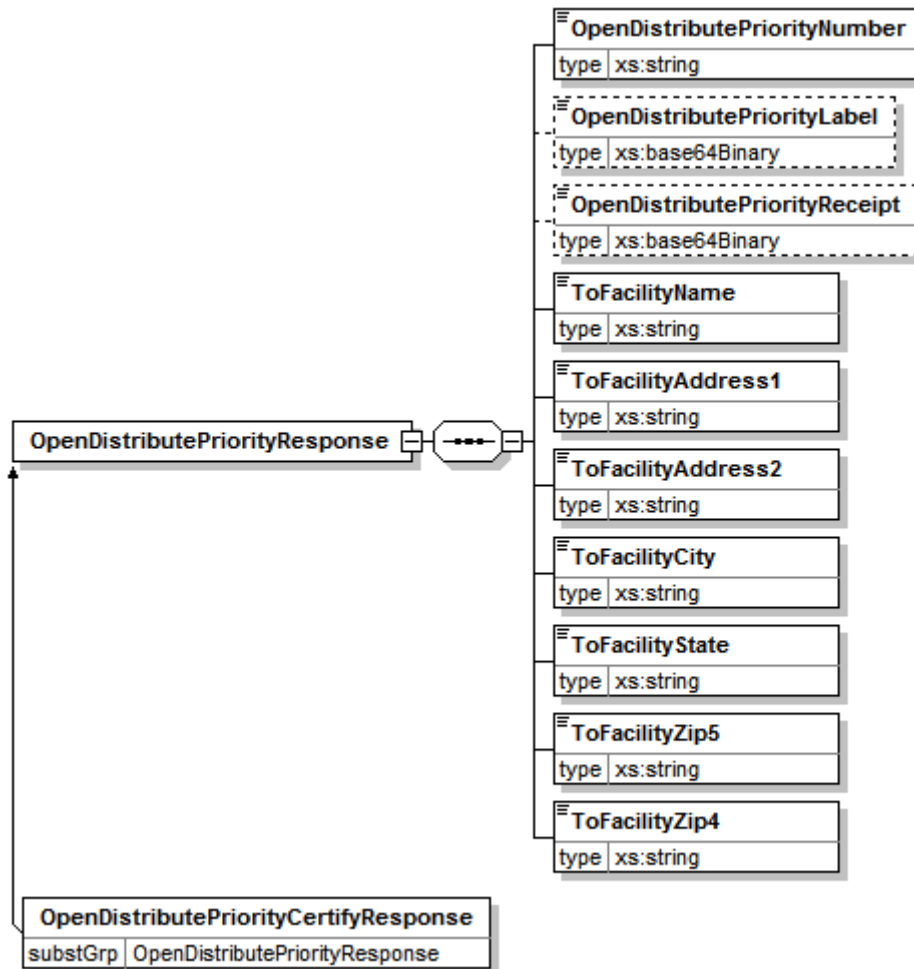 OpenDistributePriorityNumber
type xs:string
OpenDistributePriorityLabel
type xs:base64Binary
OpenDistributePriorityReceipt
type xs:base64Binary
ToFacilityName
type xs:string
ToFacilityAddress1
type xs:string
OpenDistributePriorityResponse
ToFacilityAddress2
type xs:string
ToFacilityCity
type xs:string
ToFacilityState
type xs:string
ToFacilityZip5
type xs:string
ToFacilityZip4
type xs:string
OpenDistributePriorityCertifyResponse
substGrp OpenDistributePriorityResponse